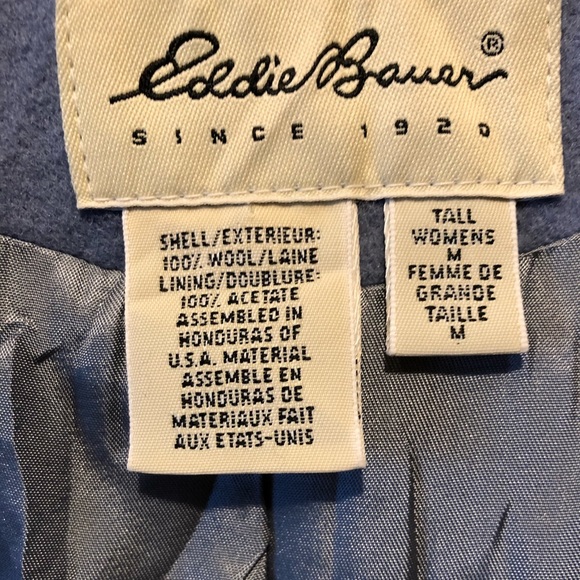 Eddie Bauer®
SINCE 1920
SHELL/EXTERIEUR:
100% WOOL/LAINE
LINING/DOUBLURE:
100% ACETATE
ASSEMBLED IN
HONDURAS OF
U.S.A. MATERIAL
ASSEMBLE EN
HONDURAS DE
MATERIAUX FAIT
AUX ETATS-UNIS
TALL
WOMENS
M
FEMME DE
GRANDE
TAILLE
M